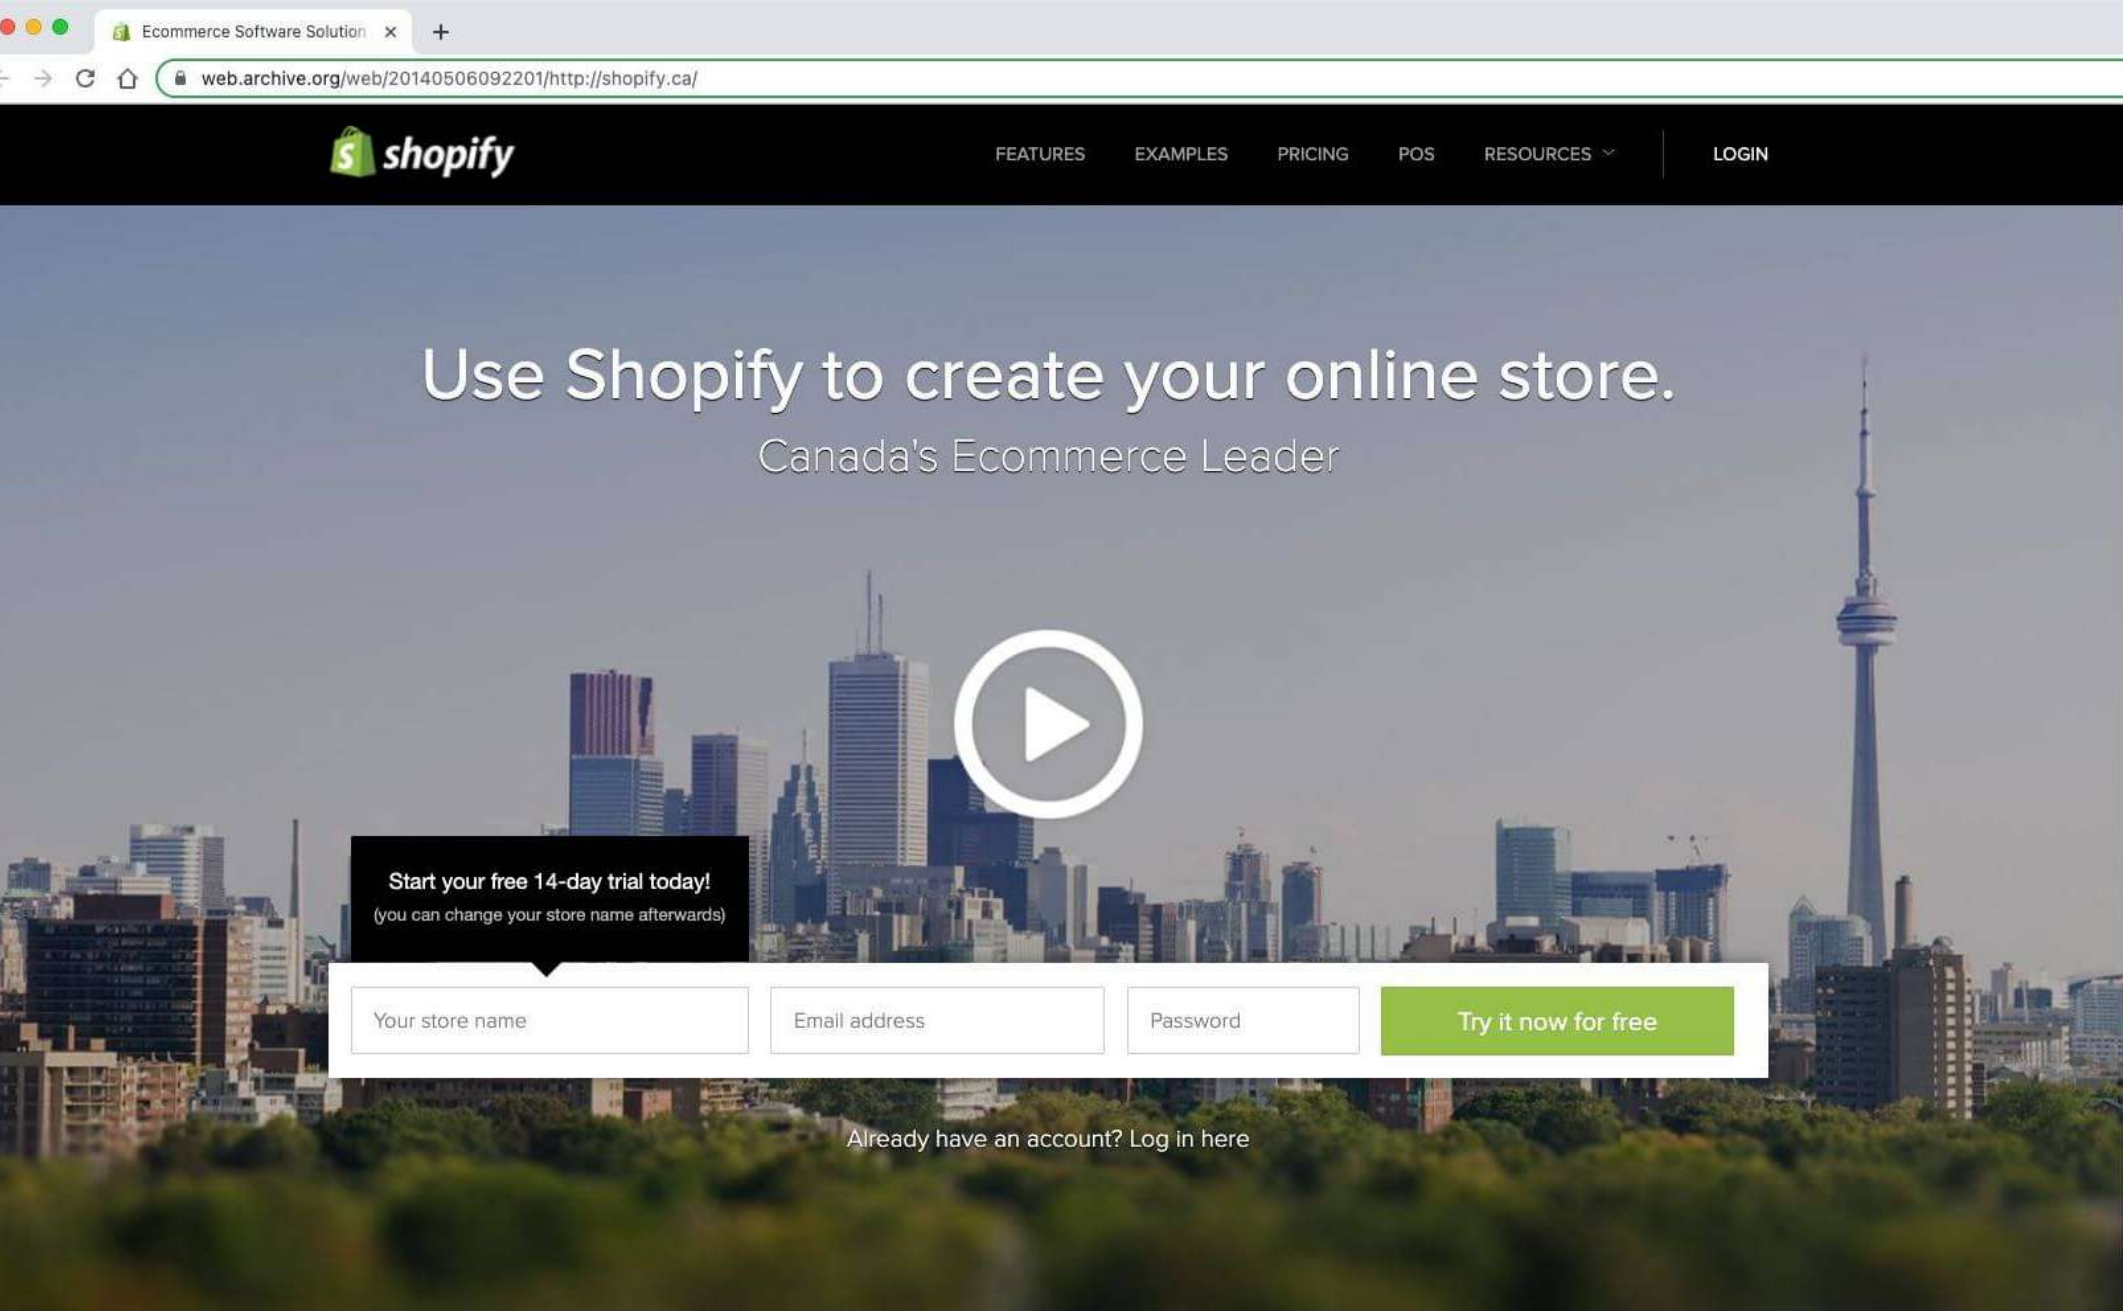 Ecommerce Software Solution
web.archive.org/web/20140506092201/http://shopify.ca/
shopify
FEATURES
EXAMPLES
PRICING
POS
RESOURCES
LOGIN
Use Shopify to create your online store.
Canada's Ecommerce Leader
Start your free 14-day trial today!
(you can change your store name afterwards)
Your store name
Email address
Password
Try it now for free
Already have an account? Log in here